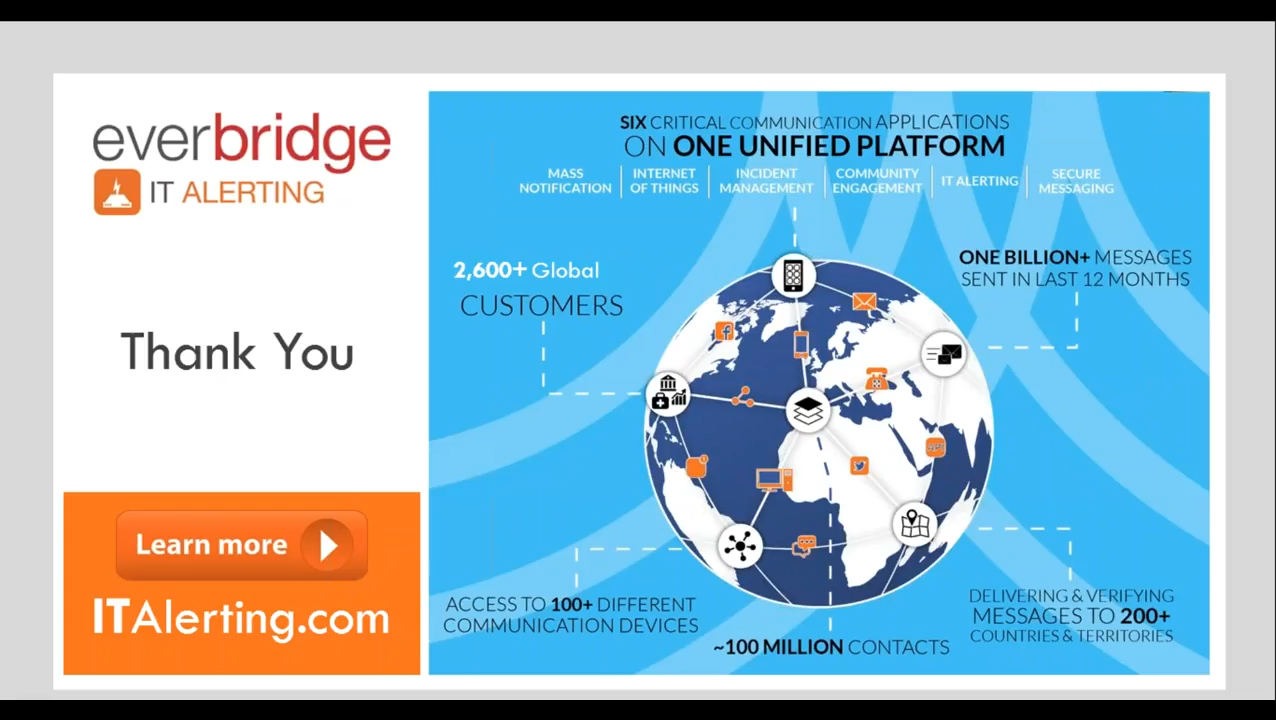 everbridge
IT ALERTING
Thank You
Learn more
ITAlerting.com
SIX CRITICAL COMMUNICATION APPLICATIONS
ON ONE UNIFIED PLATFORM
MASS
NOTIFICATION
INTERNET
OF THINGS
INCIDENT
MANAGEMENT
COMMUNITY
ENGAGEMENT
IT ALERTING
SECURE
MESSAGING
2,600+ Global
CUSTOMERS
ONE BILLION+ MESSAGES
SENT IN LAST 12 MONTHS
ACCESS TO 100+ DIFFERENT
COMMUNICATION DEVICES
~100 MILLION CONTACTS
DELIVERING & VERIFYING
MESSAGES TO 200+
COUNTRIES & TERRITORIES